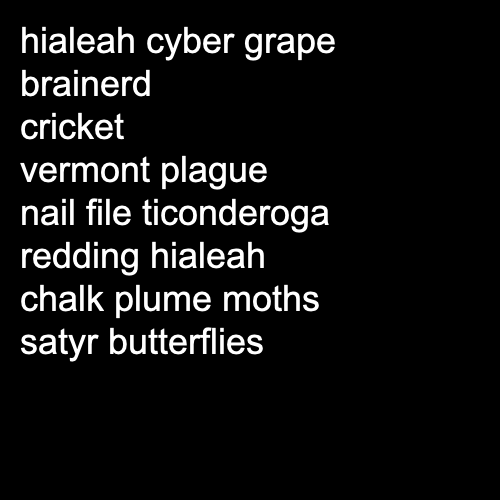 hialeah cyber grape
brainerd
cricket
vermont plague
nail file ticonderoga
redding hialeah
chalk plume moths
satyr butterflies